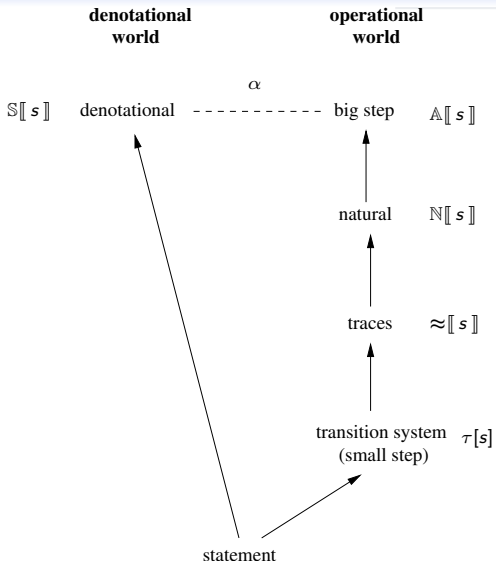 denotational world
operational world
α
𝕊⟦ s ⟧ denotational
big step 𝔸⟦ s ⟧
natural ℕ⟦ s ⟧
traces ≈⟦ s ⟧
transition system τ[s]
(small step)
statement